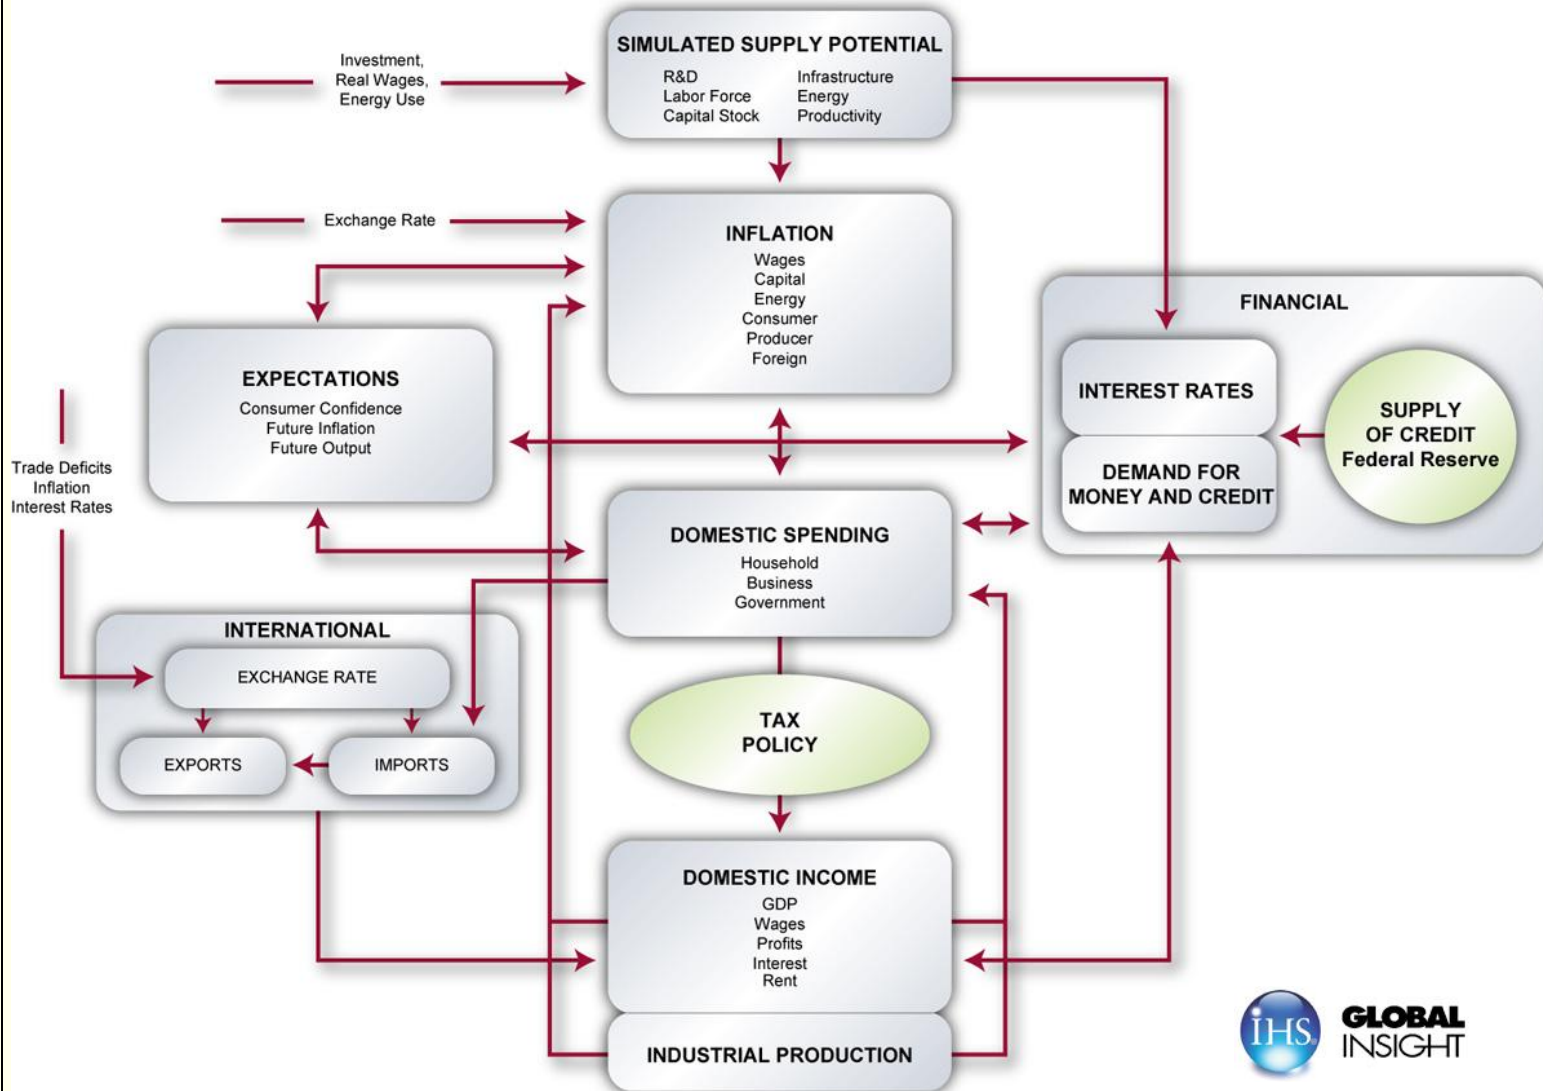 SIMULATED SUPPLY POTENTIAL
R&D
Labor Force
Capital Stock
Infrastructure
Energy
Productivity
Investment,
Real Wages,
Energy Use
Exchange Rate
INFLATION
Wages
Capital
Energy
Consumer
Producer
Foreign
EXPECTATIONS
Consumer Confidence
Future Inflation
Future Output
FINANCIAL
INTEREST RATES
DEMAND FOR
MONEY AND CREDIT
SUPPLY
OF CREDIT
Federal Reserve
Trade Deficits
Inflation
Interest Rates
DOMESTIC SPENDING
Household
Business
Government
INTERNATIONAL
EXCHANGE RATE
EXPORTS
IMPORTS
TAX
POLICY
DOMESTIC INCOME
GDP
Wages
Profits
Interest
Rent
INDUSTRIAL PRODUCTION
IHS
GLOBAL
INSIGHT